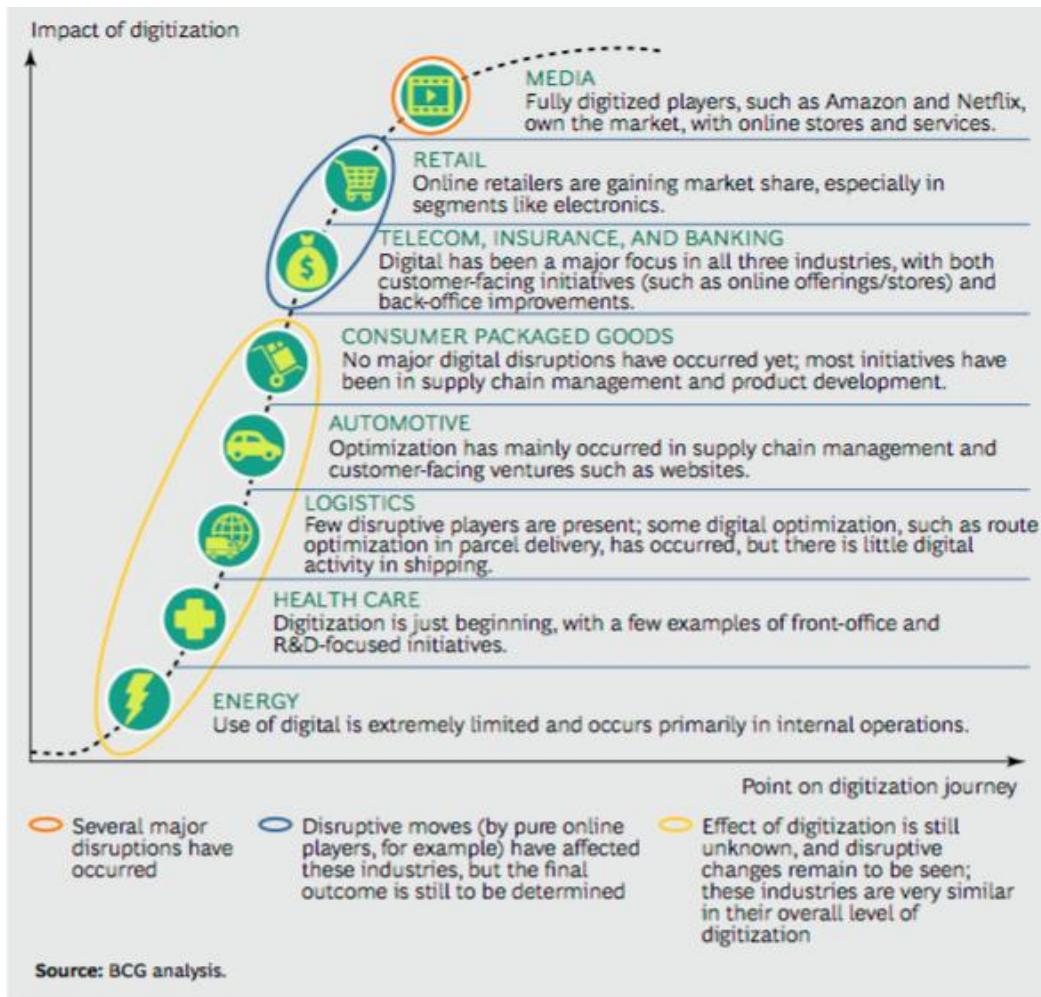 Impact of digitization
MEDIA
Fully digitized players, such as Amazon and Netflix,
own the market, with online stores and services.
RETAIL
Online retailers are gaining market share, especially in
segments like electronics.
$
TELECOM, INSURANCE, AND BANKING
Digital has been a major focus in all three industries, with both
customer-facing initiatives (such as online offerings/stores) and
back-office improvements.
CONSUMER PACKAGED GOODS
No major digital disruptions have occurred yet; most initiatives have
been in supply chain management and product development.
AUTOMOTIVE
Optimization has mainly occurred in supply chain management and
customer-facing ventures such as websites.
LOGISTICS
Few disruptive players are present; some digital optimization, such as route
optimization in parcel delivery, has occurred, but there is little digital
activity in shipping.
HEALTH CARE
Digitization is just beginning, with a few examples of front-office and
R&D-focused initiatives.
ENERGY
Use of digital is extremely limited and occurs primarily in internal operations.
Point on digitization journey
Several major
disruptions have
occurred
Disruptive moves (by pure online
players, for example) have affected
these industries, but the final
outcome is still to be determined
Effect of digitization is still
unknown, and disruptive
changes remain to be seen;
these industries are very similar
in their overall level of
digitization
Source: BCG analysis.